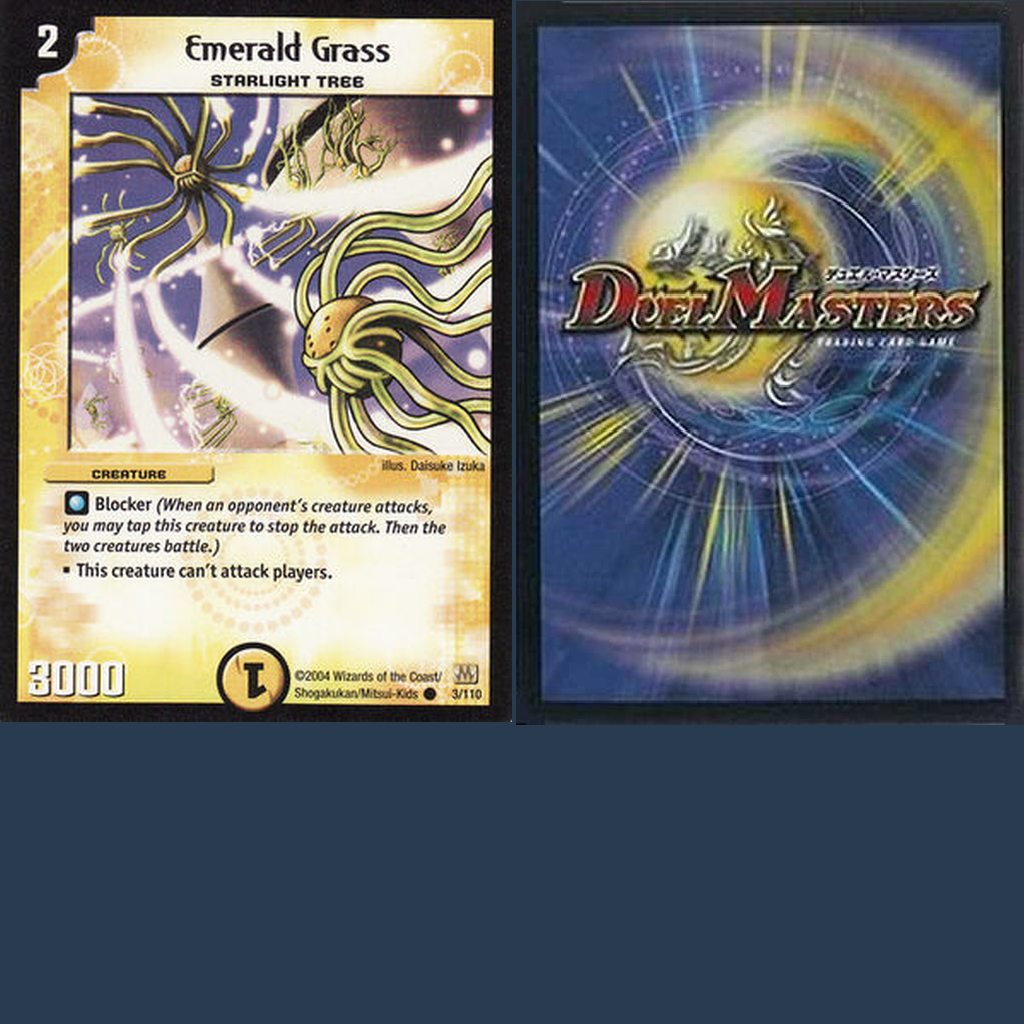 2
Emerald Grass
STARLIGHT TREE
illus. Daisuke Izuka
CREATURE
Blocker (When an opponent's creature attacks,
you may tap this creature to stop the attack. Then the
two creatures battle.)
▪ This creature can't attack players.
3000
1
©2004 Wizards of the Coast/
Shogakukan/Mitsui-Kids
3/110
デュエル・マスターズ
DUEL MASTERS
TRADING CARD GAME